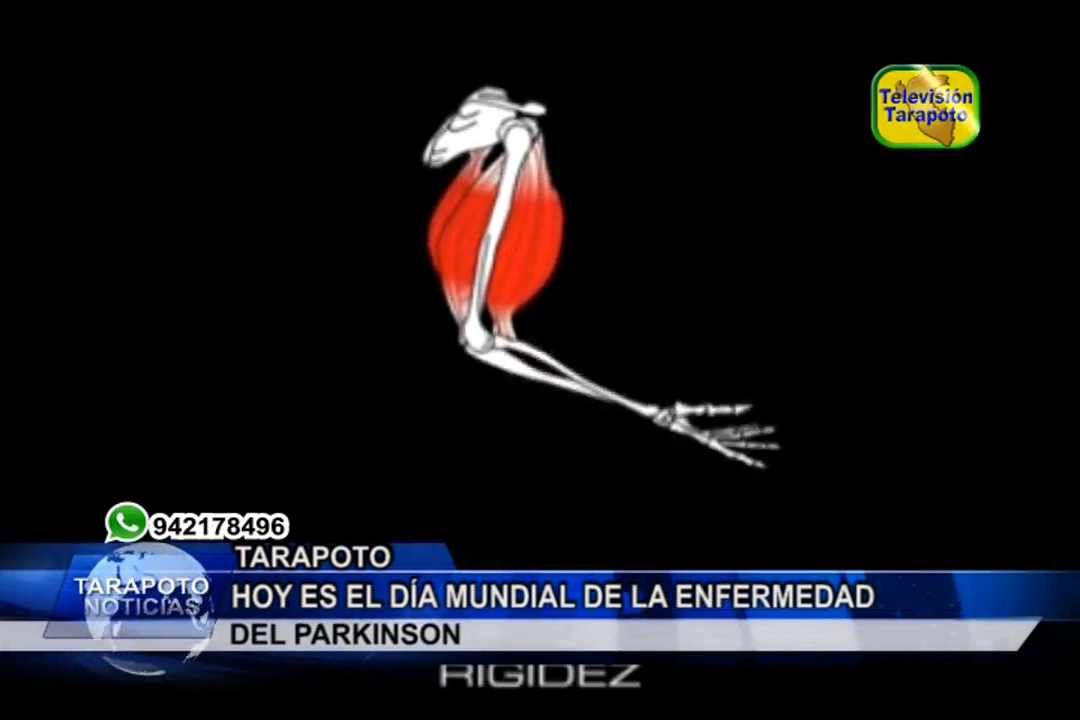 Televisión
Tarapoto
942178496
TARAPOTO
TARAPOTO
NOTICIAS
HOY ES EL DÍA MUNDIAL DE LA ENFERMEDAD
DEL PARKINSON
RIGIDEZ